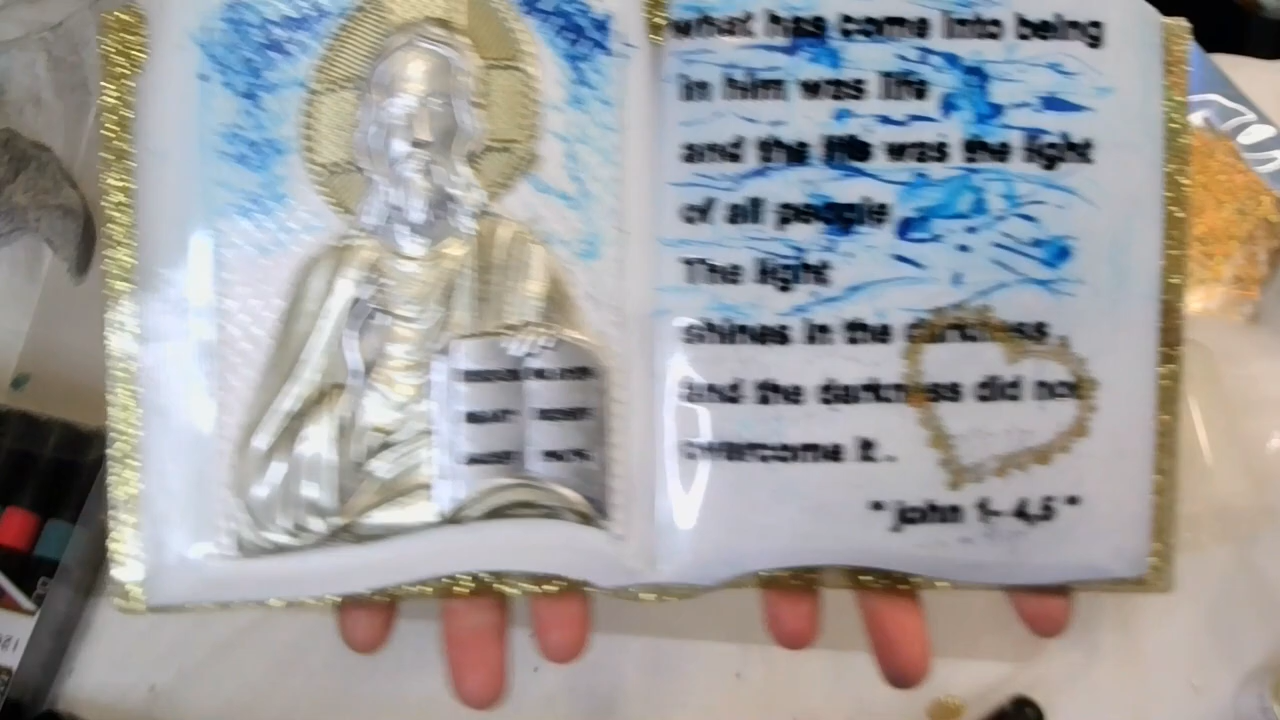 what has come into being
in him was life
and the life was the light
of all people
The light
shines in the darkness,
and the darkness did not
overcome it.
"john 1-4,5"